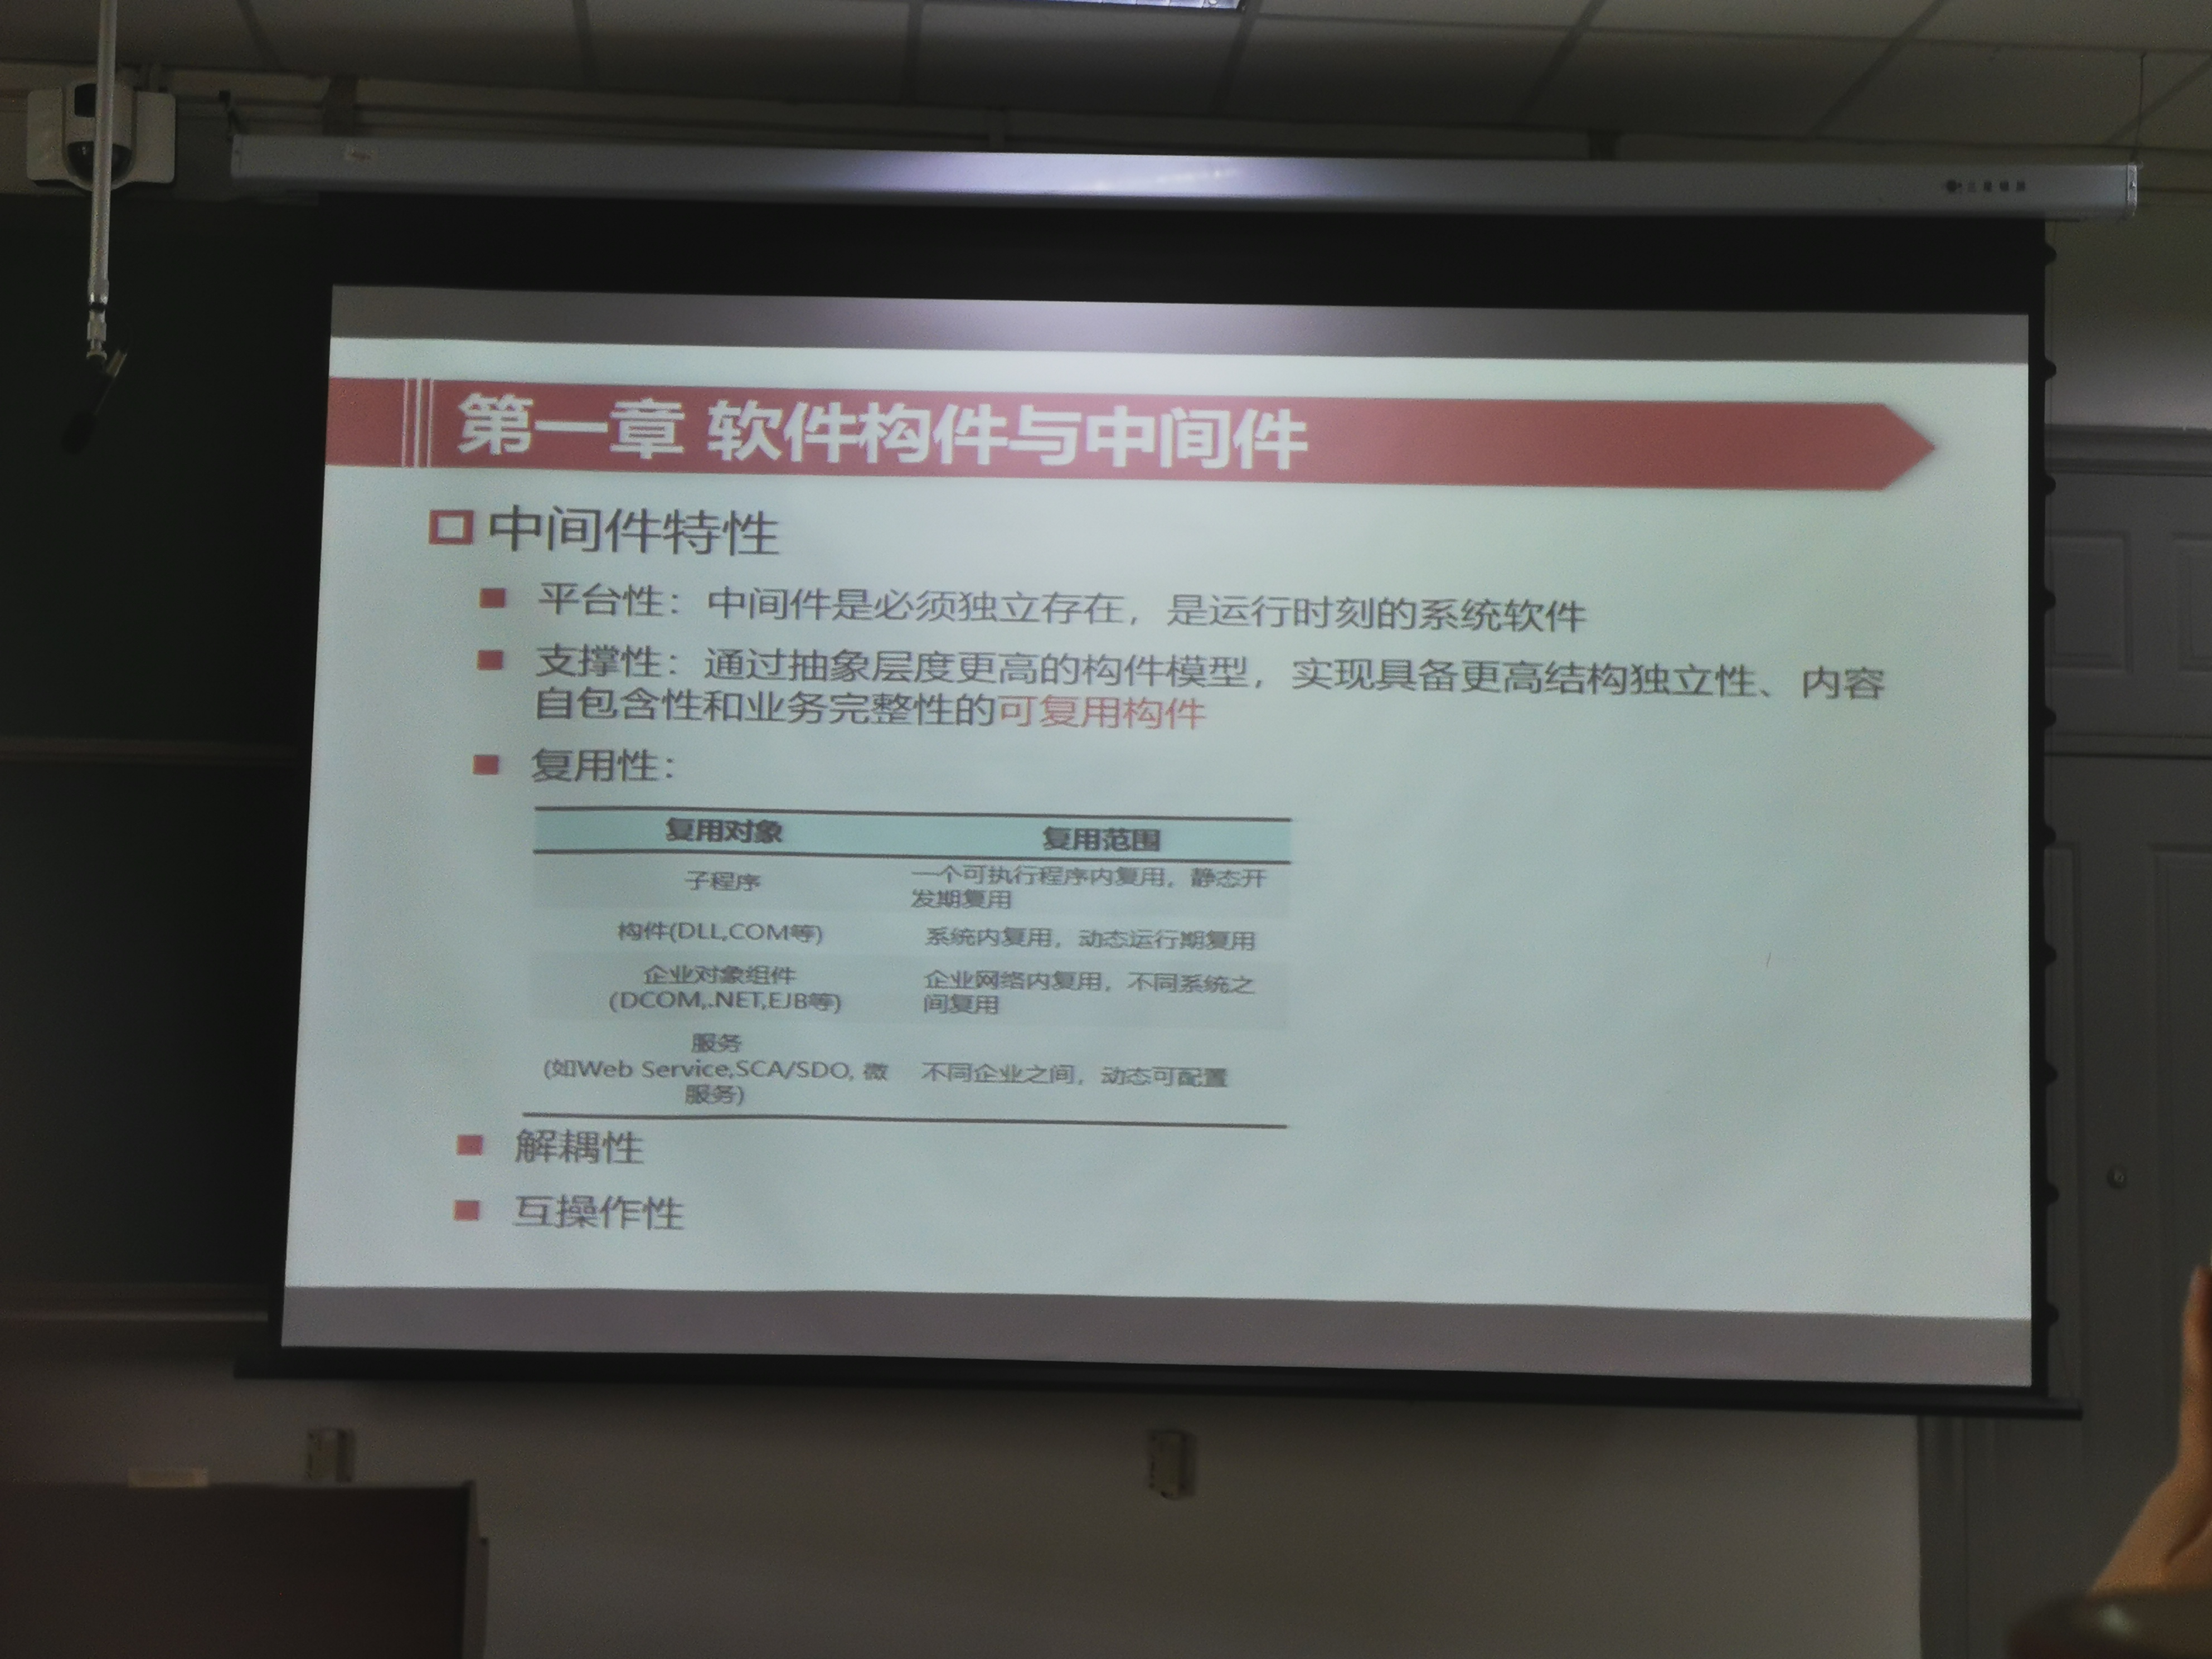 第一章 软件构件与中间件
中间件特性
平台性：中间件是必须独立存在，是运行时刻的系统软件
支撑性：通过抽象层度更高的构件模型，实现具备更高结构独立性、内容
自包含性和业务完整性的可复用构件
复用性：
复用对象 复用范围
子程序 一个可执行程序内复用，静态开
发期复用
构件(DLL,COM等) 系统内复用，动态运行期复用
企业对象组件 企业网络内复用，不同系统之
(DCOM,.NET,EJB等) 间复用
服务
(如Web Service,SCA/SDO, 微 不同企业之间，动态可配置
服务)
解耦性
互操作性